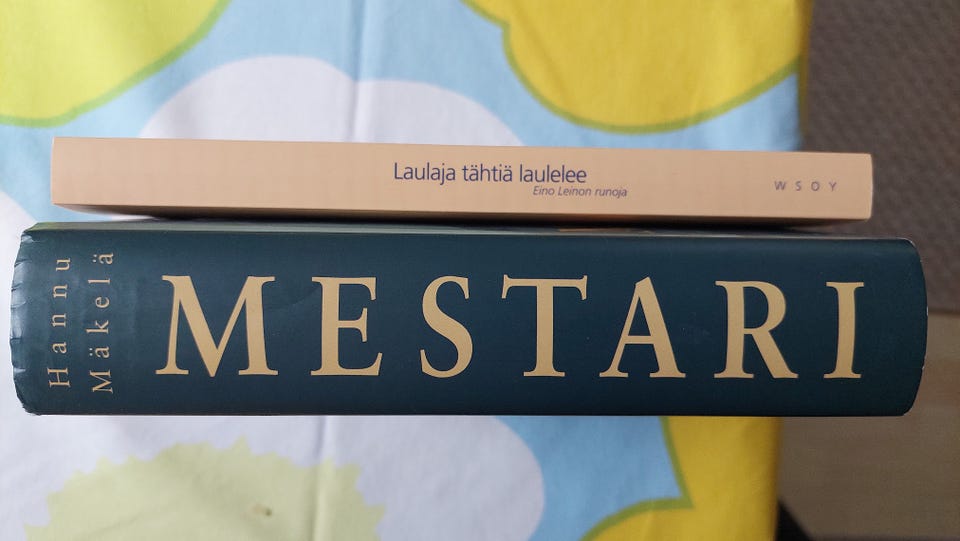 Laulaja tähtiä laulelee
Eino Leinon runoja
WSOY
Hannu
Mäkelä
MESTARI